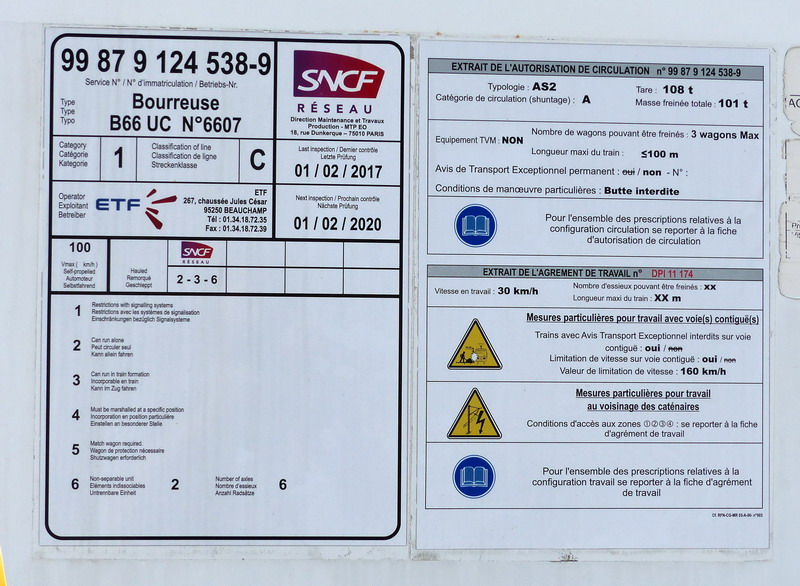 99 87 9 124 538-9
Service N° / N° d'immatriculation / Betriebs-Nr.
Type
Type
Typo
Bourreuse
B66 UC N°6607
SNCF
RÉSEAU
Direction Maintenance et Travaux
Production - MTP EO
18, rue Dunkerque – 75010 PARIS
Category
Catégorie
Kategorie
1
Classification of line
Classification de ligne
Streckenklasse
C
Last inspection / Dernier contrôle
Letzte Prüfung
01 / 02 / 2017
Operator
Exploitant
Betreiber
ETF
ETF
267, chaussée Jules César
95250 BEAUCHAMP
Tél : 01.34.18.72.35
Fax : 01.34.18.72.39
Next inspection / Prochain contrôle
Nächste Prüfung
01 / 02 / 2020
100
Vmax ( km/h )
Self-propelled
Automoteur
Selbstfahrend
Hauled
Remorqué
Geschleppt
SNCF
RÉSEAU
2 - 3 - 6
1
Restrictions with signalling systems
Restrictions avec les systèmes de signalisation
Einschränkungen bezüglich Signalsysteme
2
Can run alone
Peut circuler seul
Kann allein fahren
3
Can run in train formation
Incorporable en train
Kann im Zug fahren
4
Must be marshalled at a specific position
Incorporation en position particulière
Einstellen an besonderer Stelle
5
Match wagon required.
Wagon de protection nécessaire
Shutzwagen erforderlich
6
Non-separable unit
Eléments indissociables
Untrennbare Einheit
2
Number of axles
Nombre d'essieux
Anzahl Radsätze
6
EXTRAIT DE L'AUTORISATION DE CIRCULATION n° 99 87 9 124 538-9
Typologie : AS2 Tare : 108 t
Catégorie de circulation (shuntage) : A Masse freinée totale : 101 t
Equipement TVM : NON
Nombre de wagons pouvant être freinés : 3 wagons Max
Longueur maxi du train : ≤100 m
Avis de Transport Exceptionnel permanent : oui / non - N° :
Conditions de manœuvre particulières : Butte interdite
Pour l'ensemble des prescriptions relatives à la
configuration circulation se reporter à la fiche
d'autorisation de circulation
EXTRAIT DE L'AGREMENT DE TRAVAIL n° DPI 11 174
Vitesse en travail : 30 km/h
Nombre d'essieux pouvant être freinés : XX
Longueur maxi du train : XX m
Mesures particulières pour travail avec voie(s) contiguë(s)
Trains avec Avis Transport Exceptionnel interdits sur voie
contiguë : oui / non
Limitation de vitesse sur voie contiguë : oui / non
Valeur de limitation de vitesse : 160 km/h
Mesures particulières pour travail
au voisinage des caténaires
Conditions d'accès aux zones ①②③④ : se reporter à la fiche
d'agrément de travail
Pour l'ensemble des prescriptions relatives à la
configuration travail se reporter à la fiche d'agrément
de travail
AC